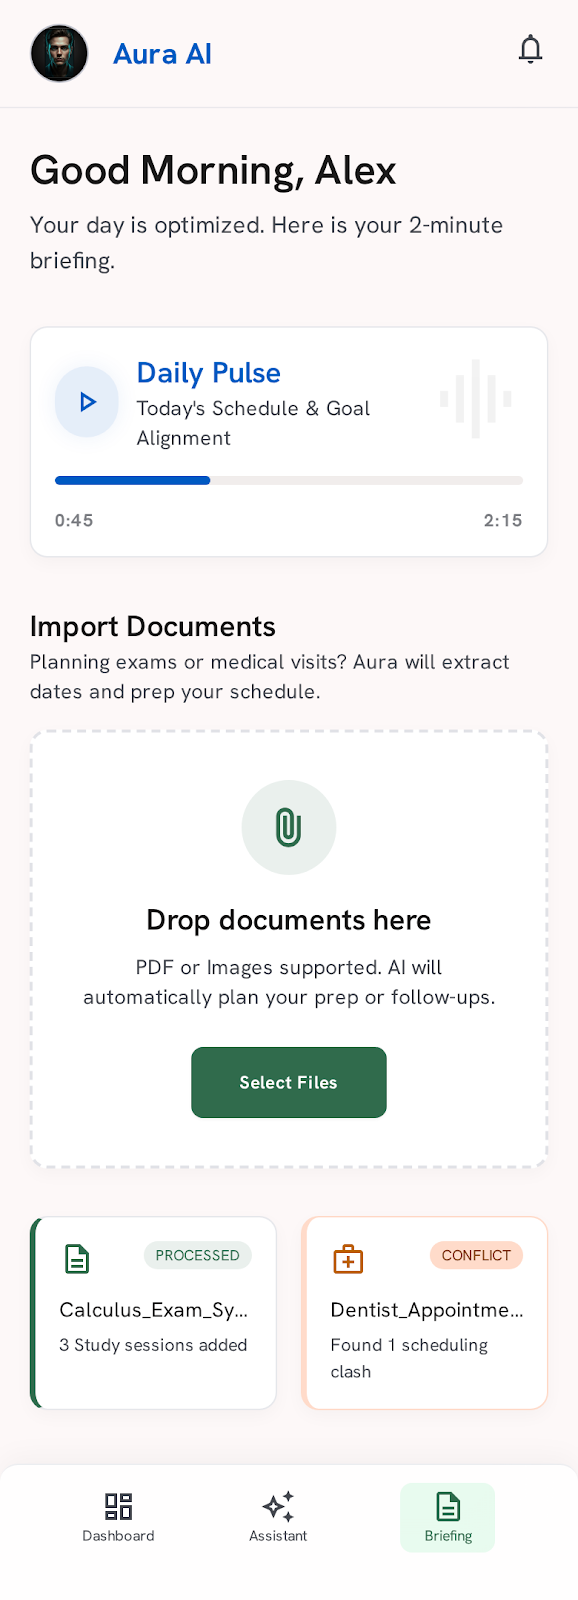 Aura AI
Good Morning, Alex
Your day is optimized. Here is your 2-minute
briefing.
Daily Pulse
Today's Schedule & Goal
Alignment
0:45
2:15
Import Documents
Planning exams or medical visits? Aura will extract
dates and prep your schedule.
Drop documents here
PDF or Images supported. AI will
automatically plan your prep or follow-ups.
Select Files
PROCESSED
Calculus_Exam_Sy...
3 Study sessions added
CONFLICT
Dentist_Appointme...
Found 1 scheduling
clash
Dashboard
Assistant
Briefing